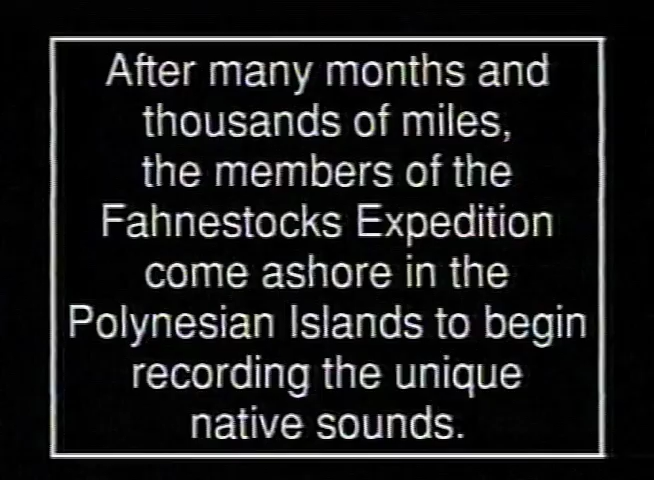 After many months and
thousands of miles,
the members of the
Fahnestocks Expedition
come ashore in the
Polynesian Islands to begin
recording the unique
native sounds.